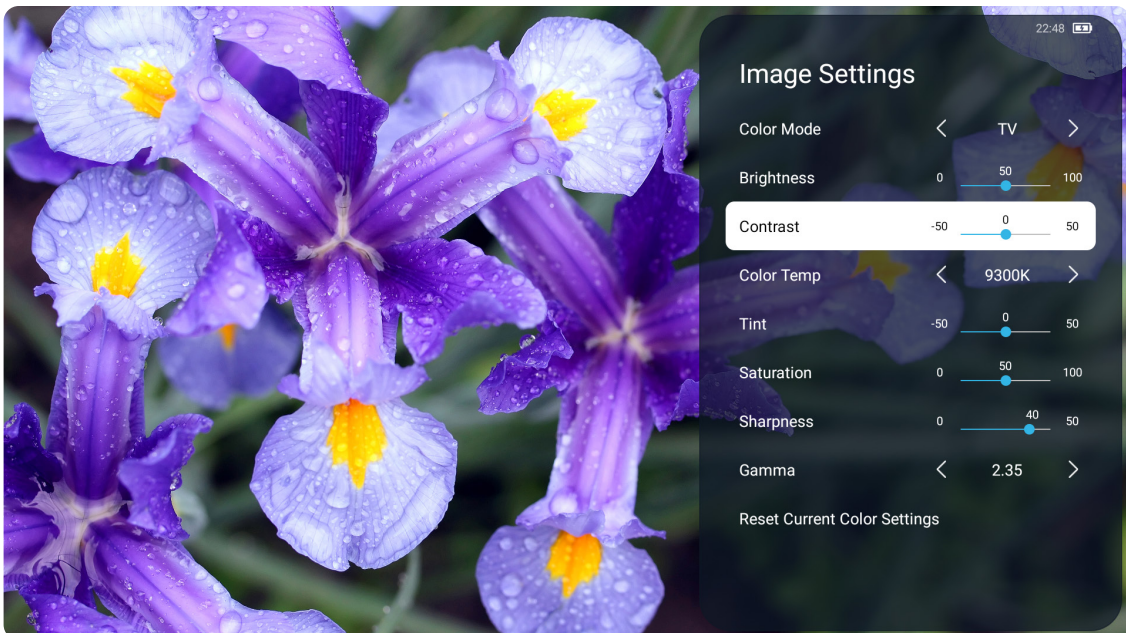 22:48
Image Settings
Color Mode TV
Brightness 0 50 100
Contrast -50 0 50
Color Temp 9300K
Tint -50 0 50
Saturation 0 50 100
Sharpness 0 40 50
Gamma 2.35
Reset Current Color Settings